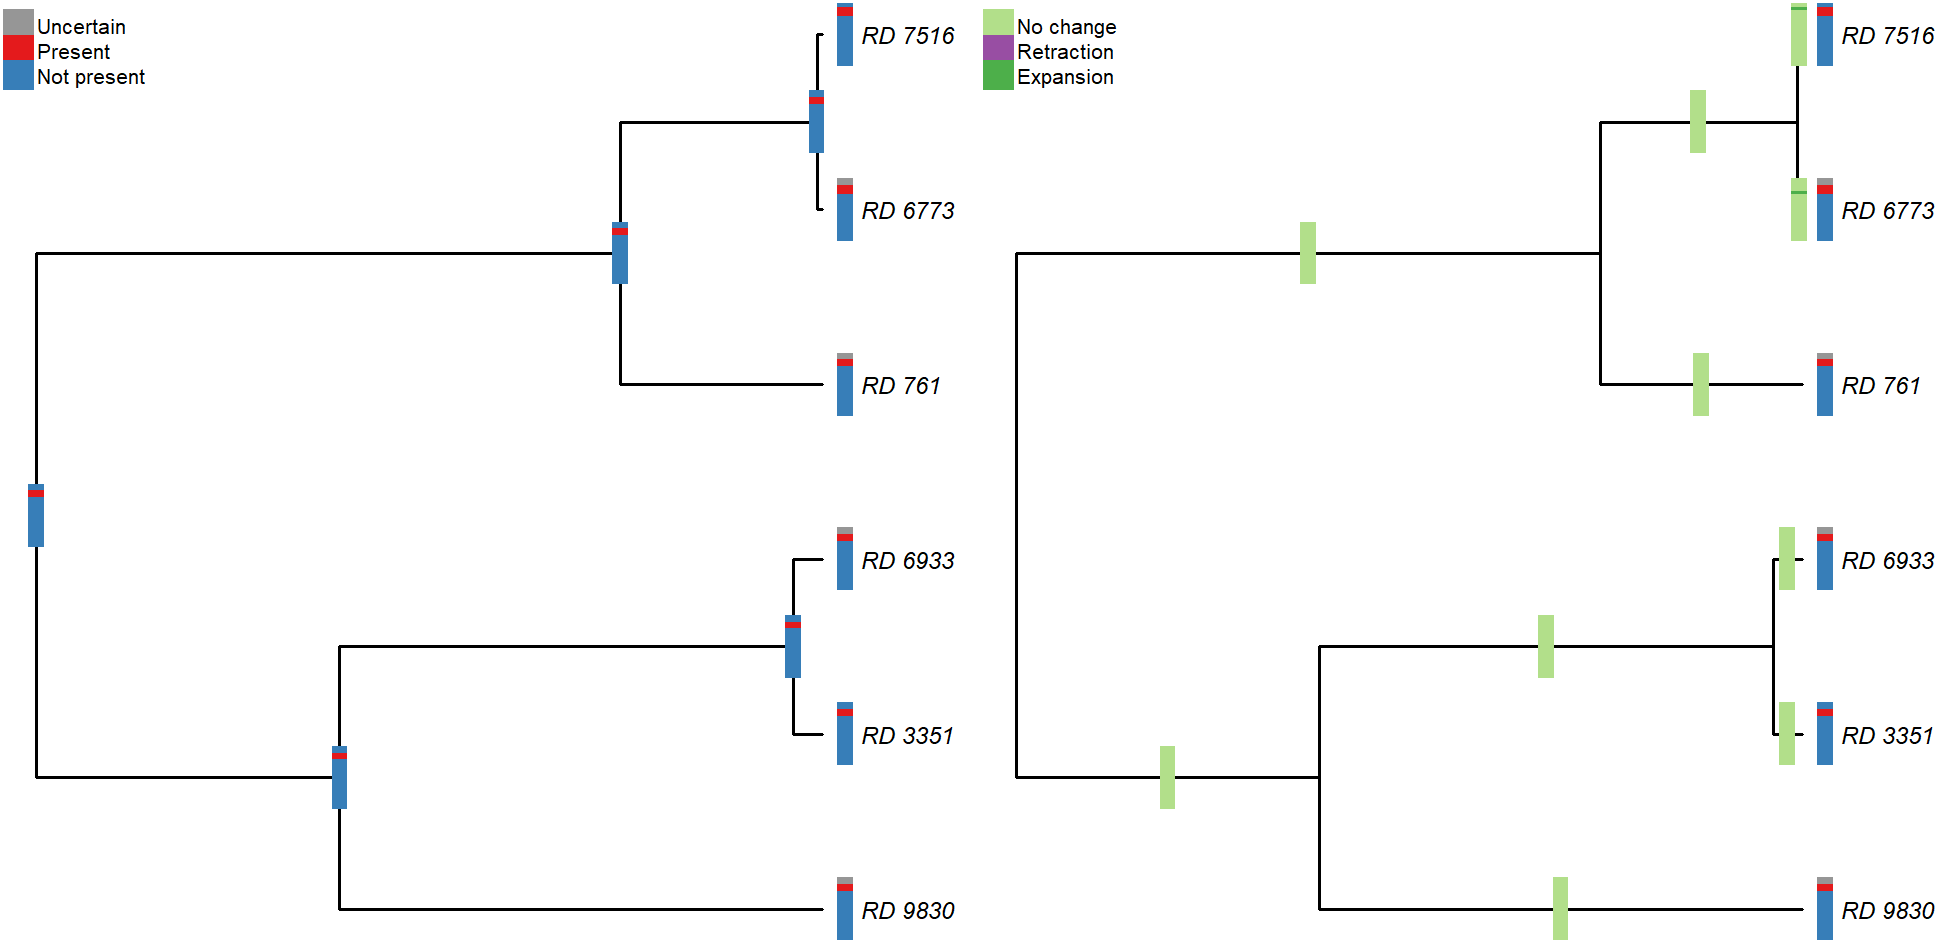 Uncertain
Present
Not present
RD 7516
RD 6773
RD 761
RD 6933
RD 3351
RD 9830
No change
Retraction
Expansion
RD 7516
RD 6773
RD 761
RD 6933
RD 3351
RD 9830